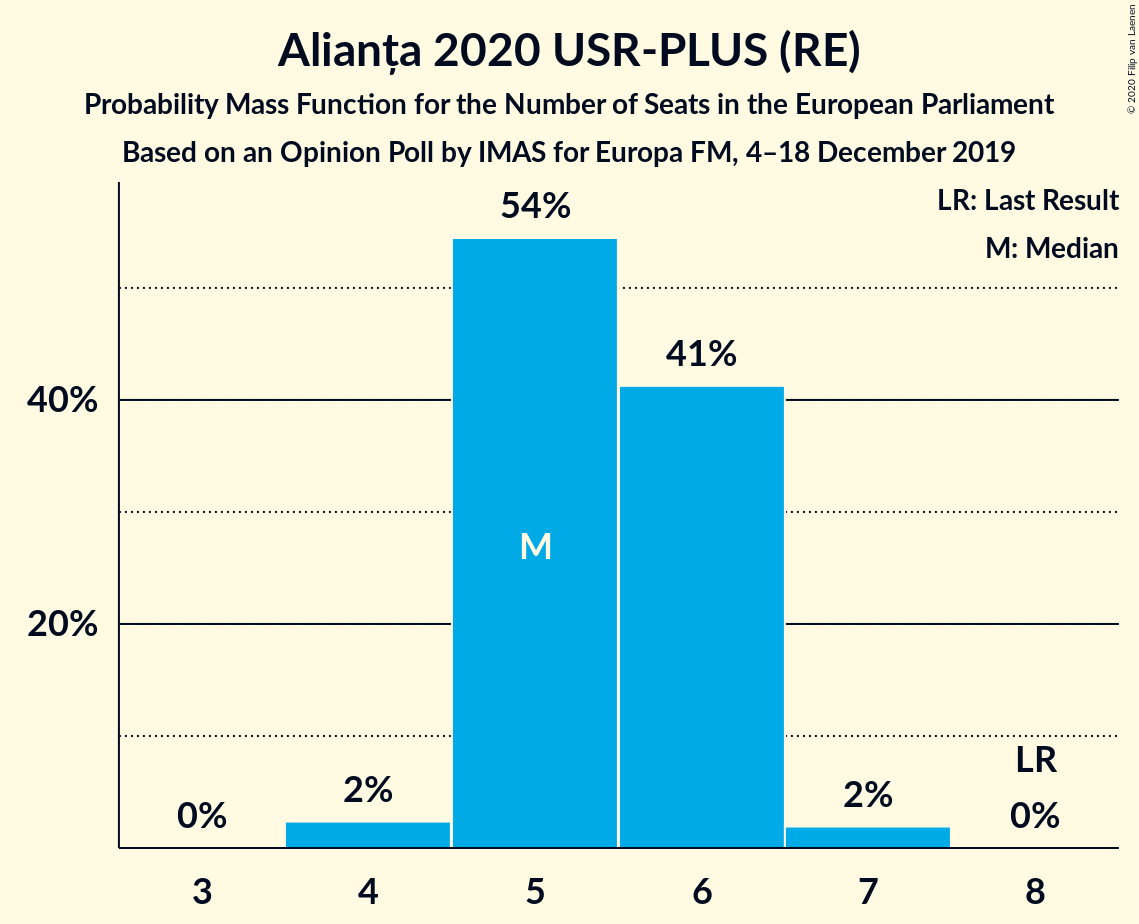 Alianța 2020 USR-PLUS (RE)
Probability Mass Function for the Number of Seats in the European Parliament
Based on an Opinion Poll by IMAS for Europa FM, 4–18 December 2019
© 2020 Filip van Laenen
LR: Last Result
M: Median
54%
41%
40%
M
20%
LR
0%
2%
2%
0%
3
4
5
6
7
8